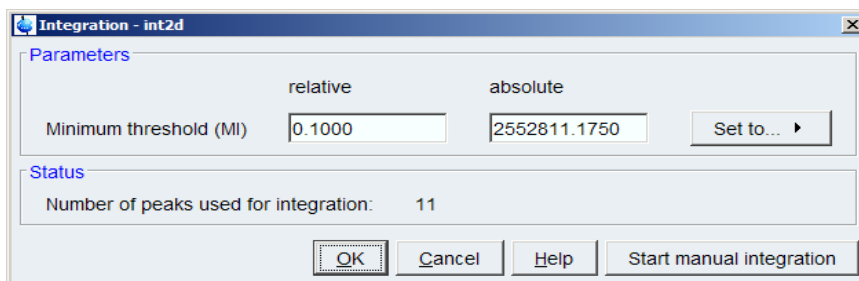 Integration - int2d
Parameters
relative absolute
Minimum threshold (MI) 0.1000 2552811.1750 Set to...
Status
Number of peaks used for integration: 11
OK Cancel Help Start manual integration